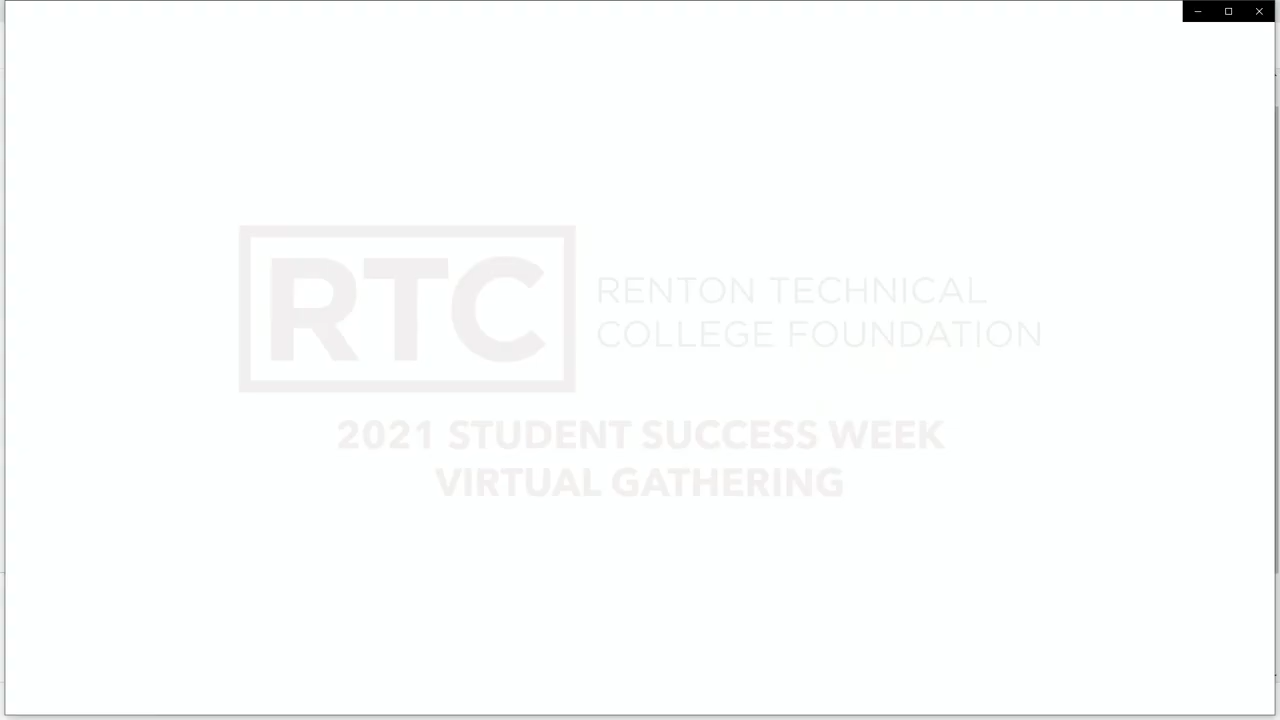 RTC
RENTON TECHNICAL
COLLEGE FOUNDATION
2021 STUDENT SUCCESS WEEK
VIRTUAL GATHERING